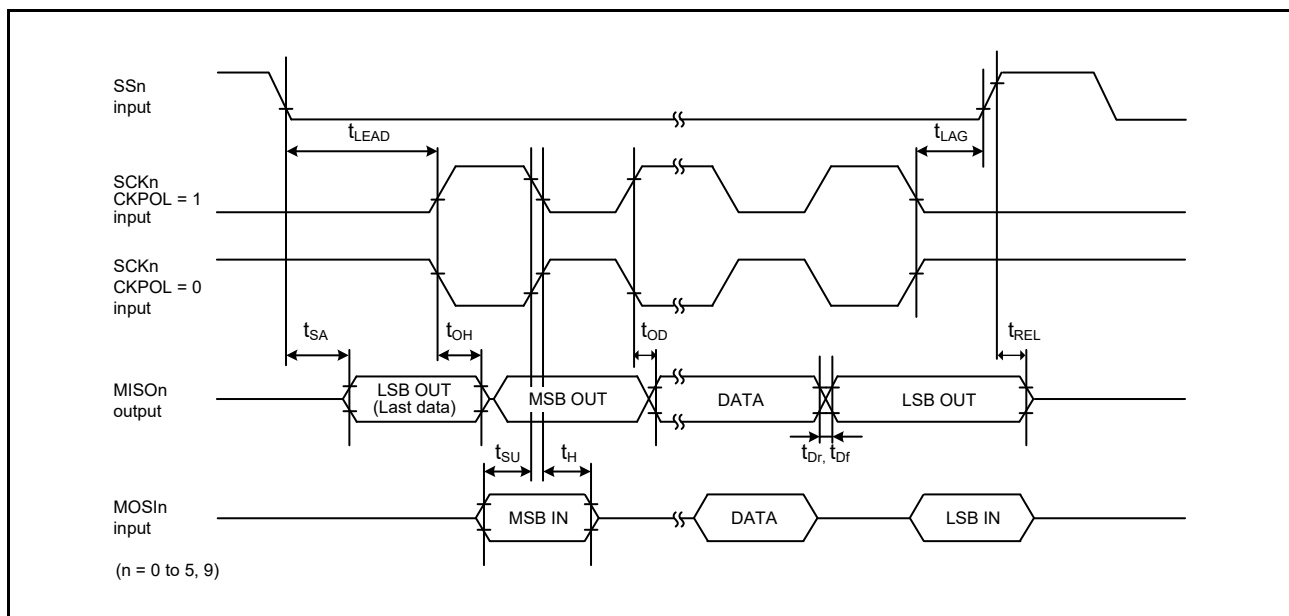 SSn
input
tLEAD
tLAG
SCKn
CKPOL = 1
input
SCKn
CKPOL = 0
input
tSA
tOH
tOD
tREL
MISOn
output
LSB OUT
(Last data)
MSB OUT
DATA
LSB OUT
tSU
tH
tDr, tDf
MOSIn
input
MSB IN
DATA
LSB IN
(n = 0 to 5, 9)